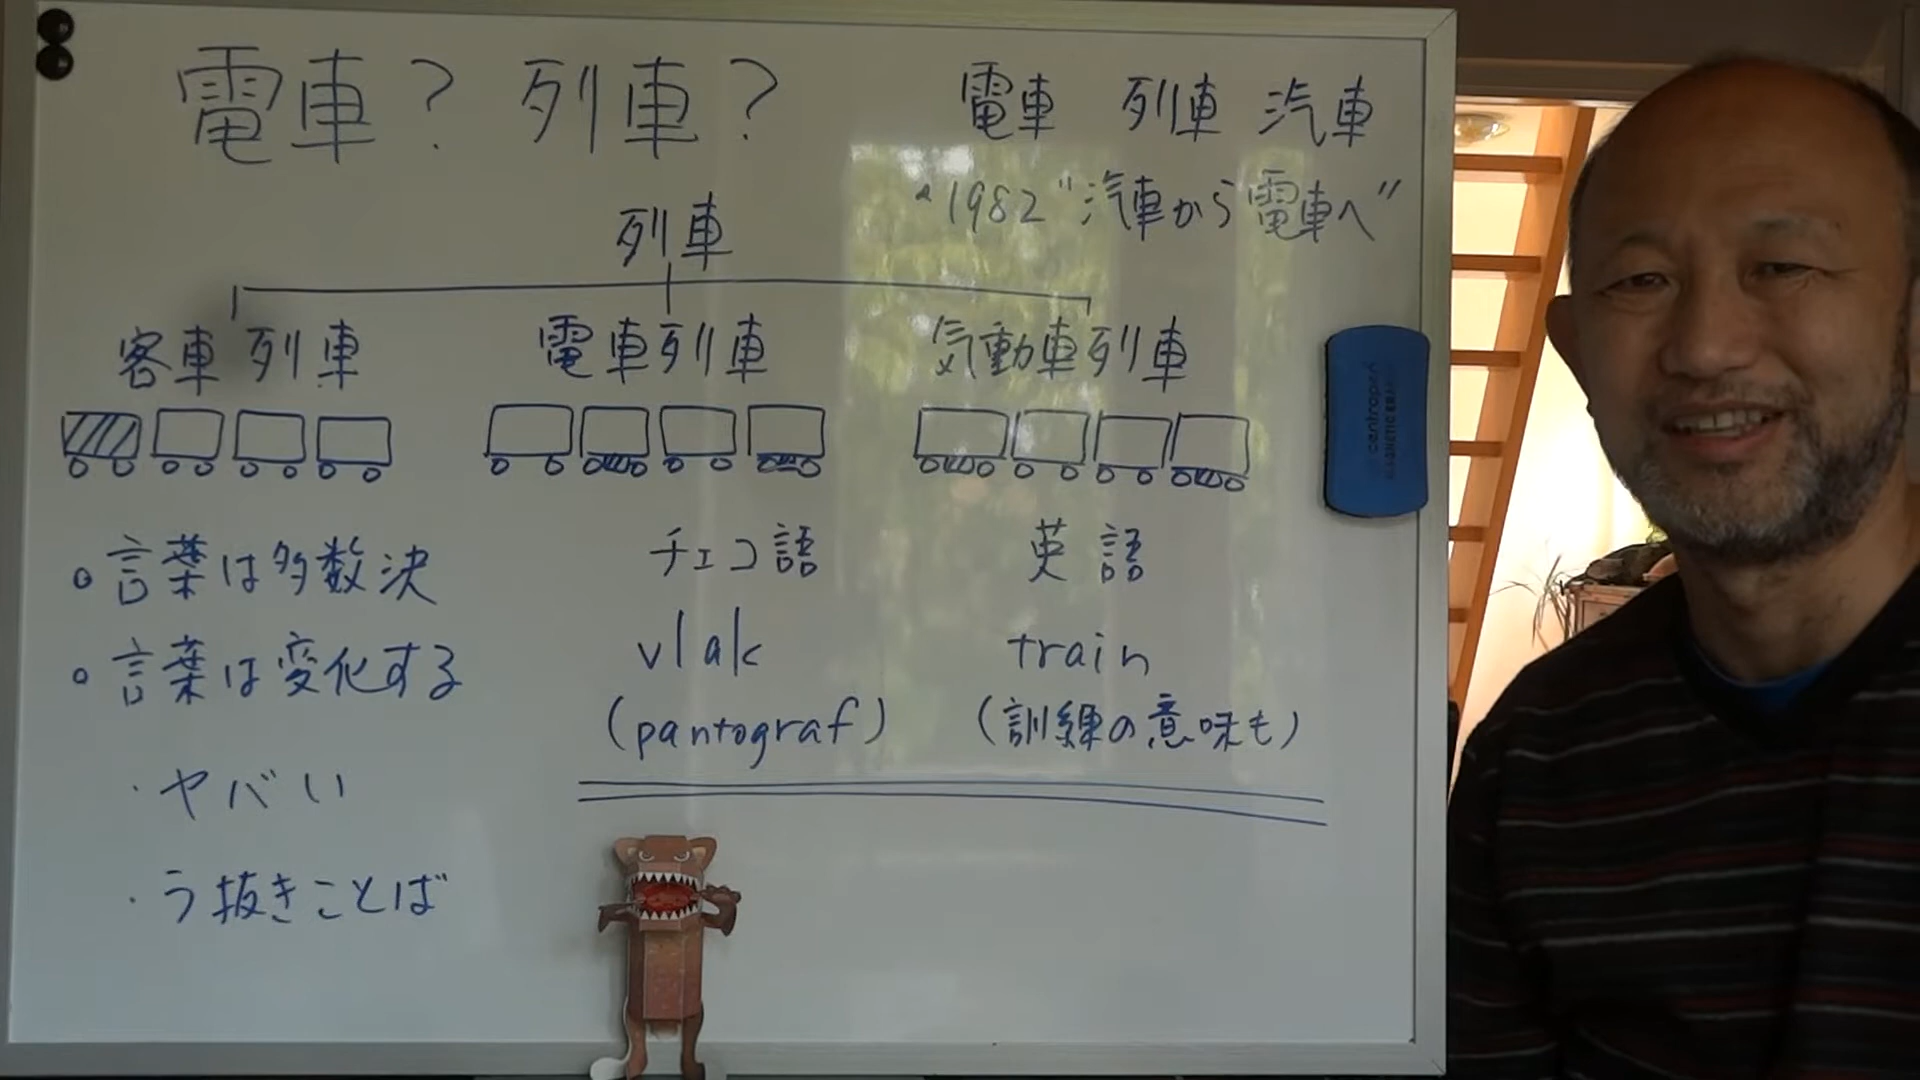 電車？列車？
電車 列車 汽車
・1982 "汽車から電車へ"
列車
客車列車
電車列車
気動車列車
○言葉は多数決
○言葉は変化する
・ヤバい
・う抜きことば
チェコ語
vlak
(pantograf)
英語
train
(訓練の意味も)
centropen